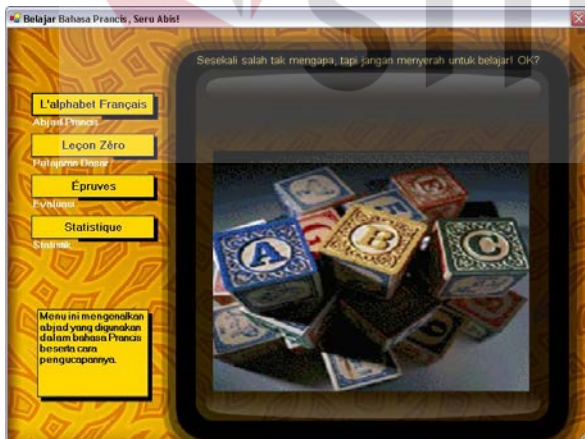 Belajar Bahasa Prancis, Seru Abis!
Sesekali salah tak mengapa, tapi jangan menyerah untuk belajar! OK?
L'alphabet Français
Abjad Prancis
Leçon Zéro
Pelajaran Dasar
Épruves
Evaluasi
Statistique
Statistik
Menu ini mengenalkan
abjad yang digunakan
dalam bahasa Prancis
beserta cara
pengucapannya.
A
B
C